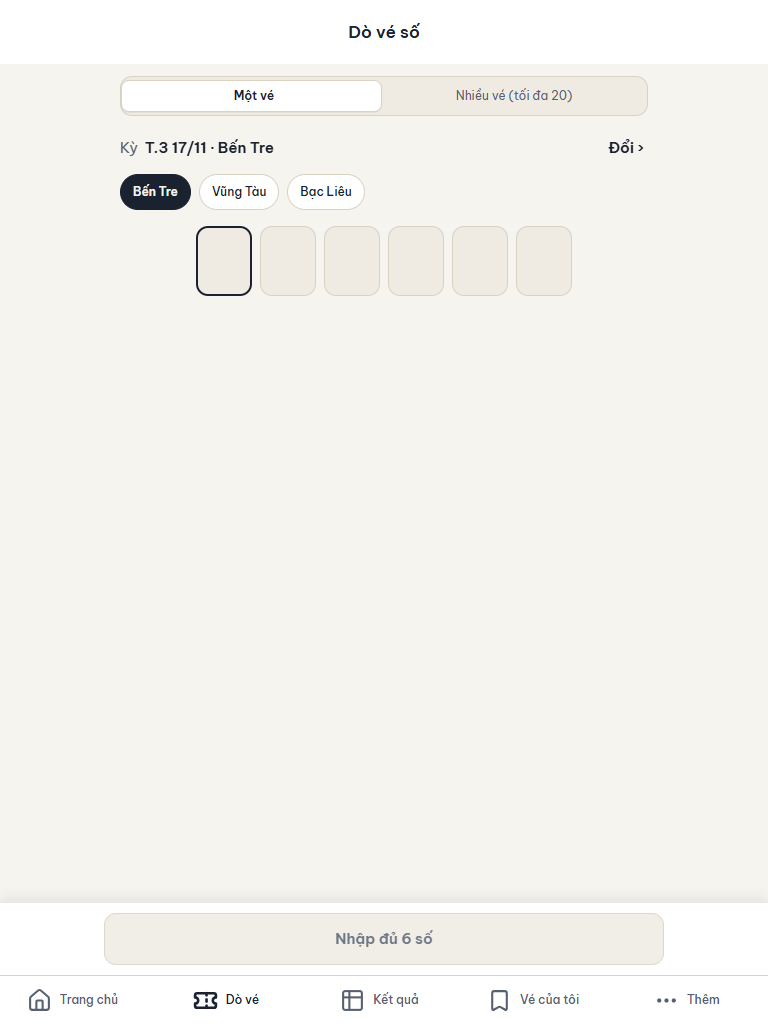 Dò vé số
Một vé
Nhiều vé (tối đa 20)
Kỳ T.3 17/11 · Bến Tre
Đổi ›
Bến Tre
Vũng Tàu
Bạc Liêu
Nhập đủ 6 số
Trang chủ
Dò vé
Kết quả
Vé của tôi
Thêm